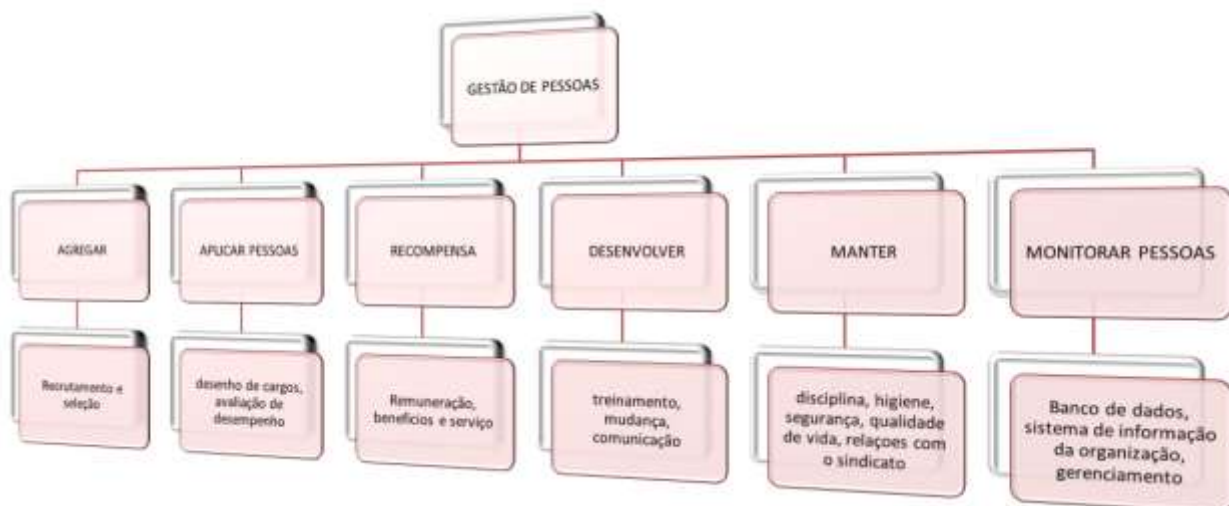 GESTÃO DE PESSOAS
AGREGAR
APLICAR PESSOAS
RECOMPENSA
DESENVOLVER
MANTER
MONITORAR PESSOAS
Recrutamento e
seleção
desenho de cargos,
avaliação de
desempenho
Remuneração,
benefícios e serviço
treinamento,
mudança,
comunicação
disciplina, higiene,
segurança, qualidade
de vida, relaçoes com
o sindicato
Banco de dados,
sistema de informação
da organização,
gerenciamento